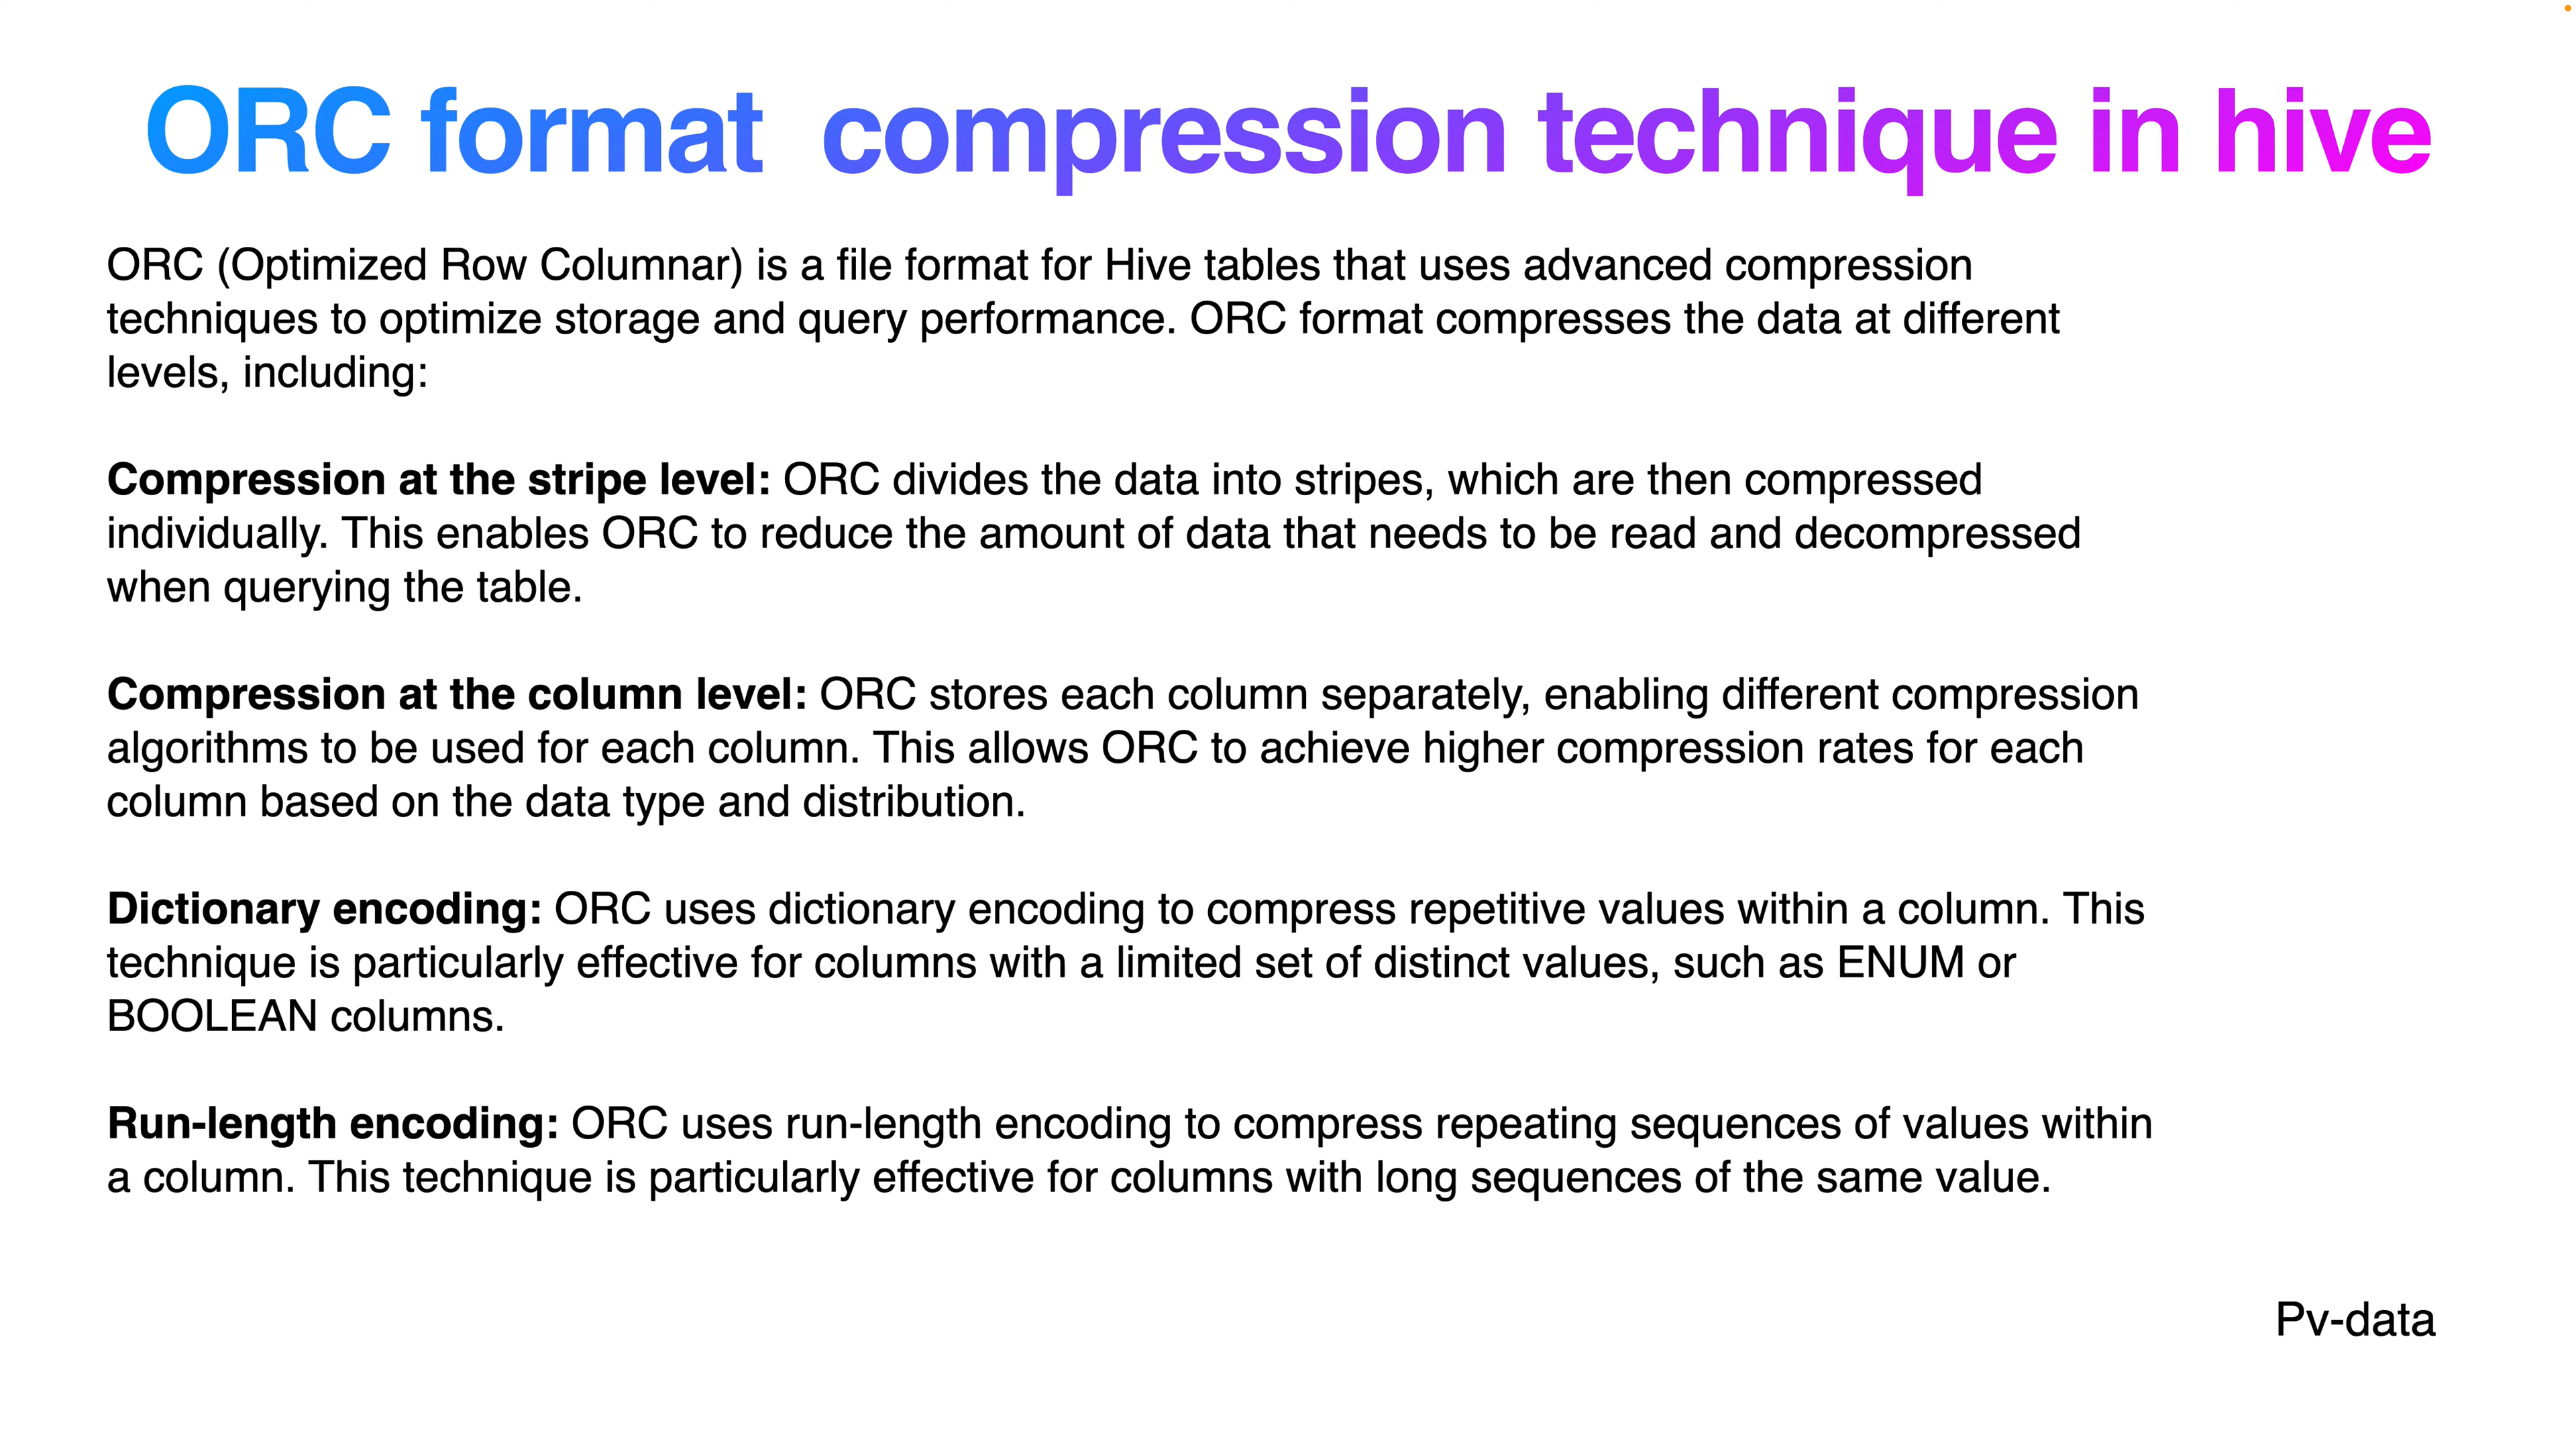 ORC format  compression technique in hive
ORC (Optimized Row Columnar) is a file format for Hive tables that uses advanced compression
techniques to optimize storage and query performance. ORC format compresses the data at different
levels, including:
Compression at the stripe level: ORC divides the data into stripes, which are then compressed
individually. This enables ORC to reduce the amount of data that needs to be read and decompressed
when querying the table.
Compression at the column level: ORC stores each column separately, enabling different compression
algorithms to be used for each column. This allows ORC to achieve higher compression rates for each
column based on the data type and distribution.
Dictionary encoding: ORC uses dictionary encoding to compress repetitive values within a column. This
technique is particularly effective for columns with a limited set of distinct values, such as ENUM or
BOOLEAN columns.
Run-length encoding: ORC uses run-length encoding to compress repeating sequences of values within
a column. This technique is particularly effective for columns with long sequences of the same value.
Pv-data